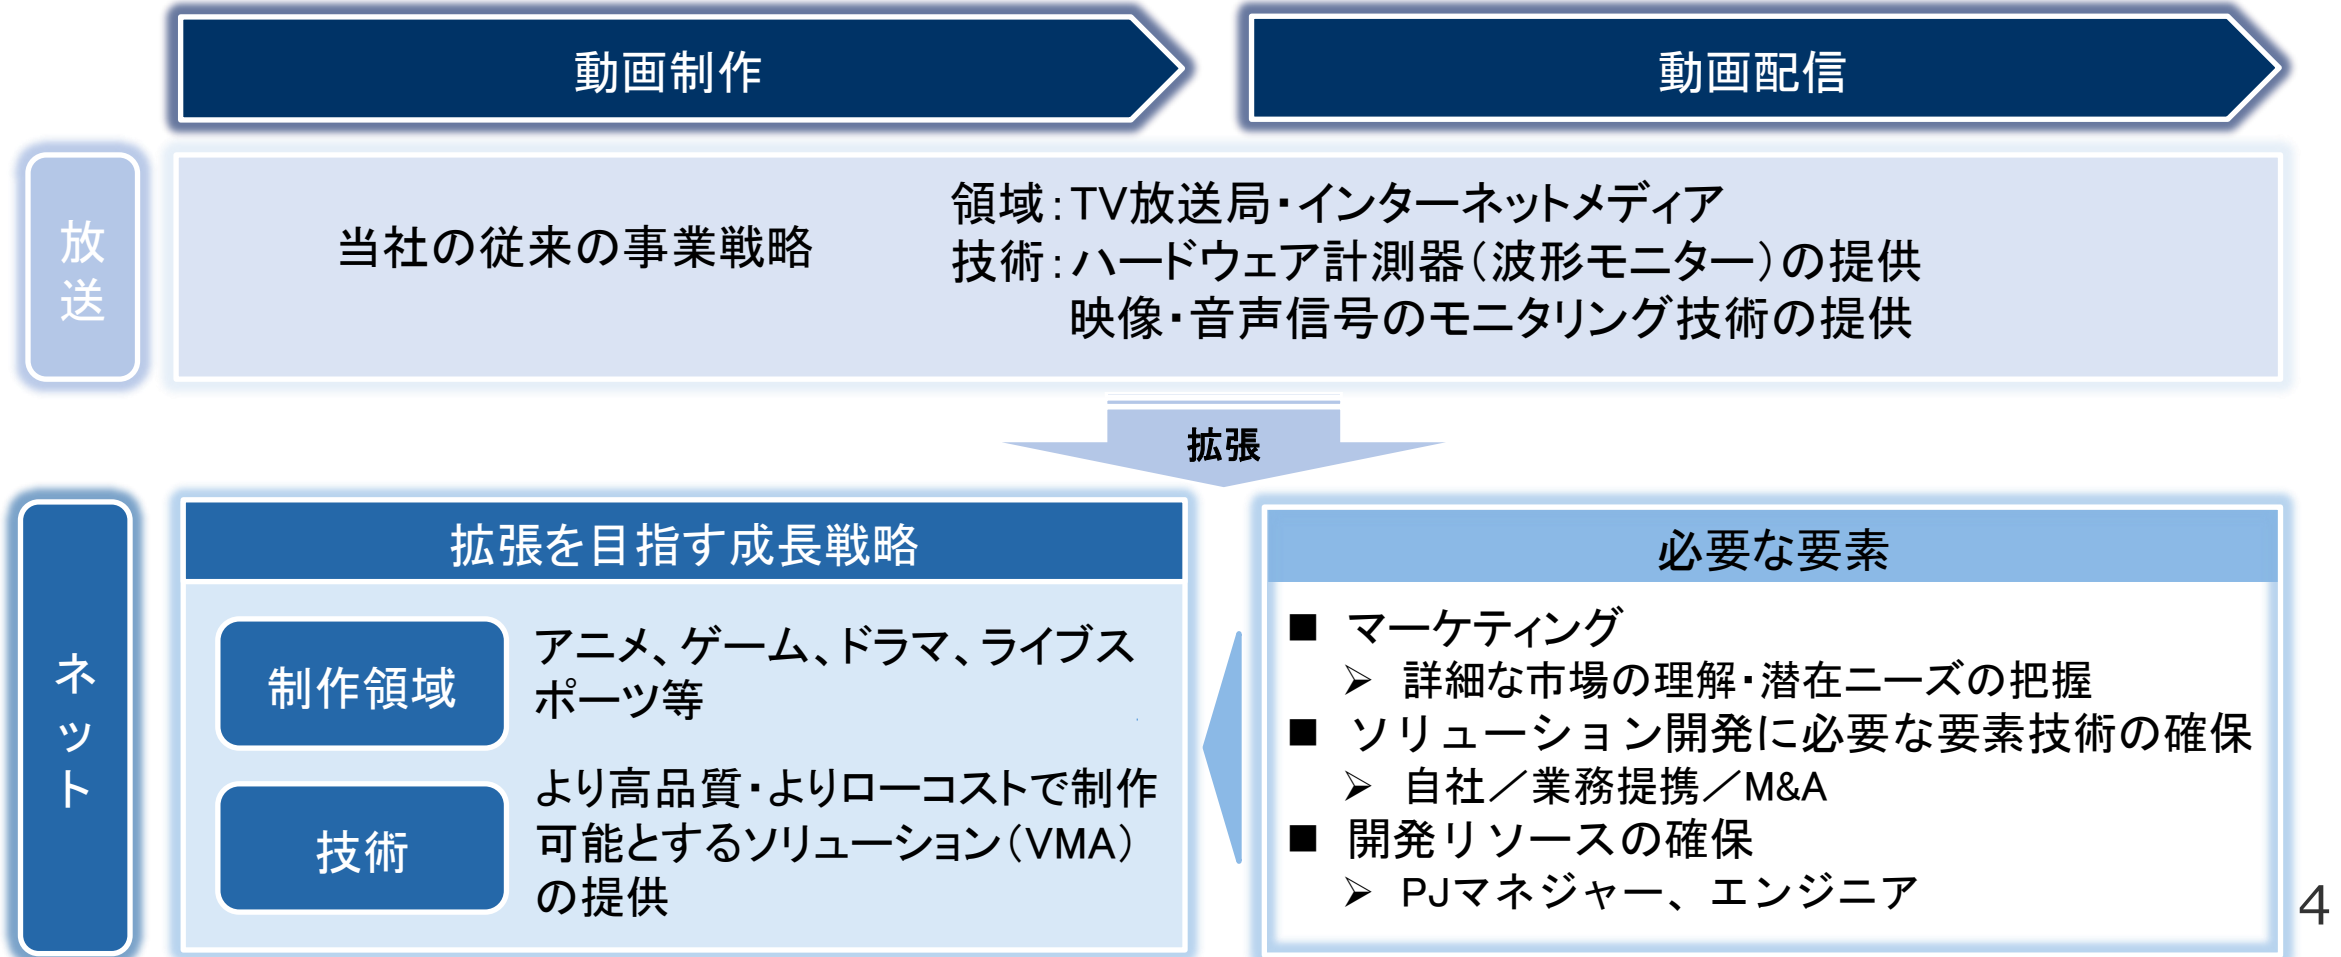 動画制作
動画配信
放送
当社の従来の事業戦略
領域：TV放送局・インターネットメディア
技術：ハードウェア計測器（波形モニター）の提供
映像・音声信号のモニタリング技術の提供
拡張
ネット
拡張を目指す成長戦略
制作領域
アニメ、ゲーム、ドラマ、ライブス
ポーツ等
技術
より高品質・よりローコストで制作
可能とするソリューション（VMA）
の提供
必要な要素
■ マーケティング
➢ 詳細な市場の理解・潜在ニーズの把握
■ ソリューション開発に必要な要素技術の確保
➢ 自社／業務提携／M&A
■ 開発リソースの確保
➢ PJマネジャー、エンジニア
4